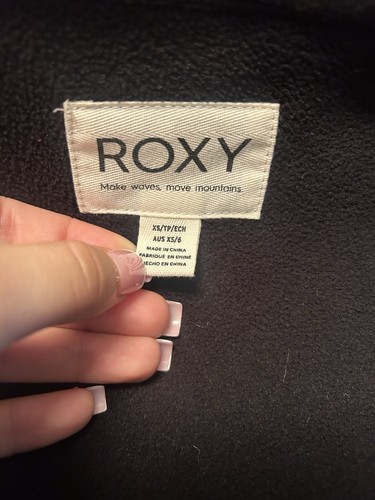 ROXY
Make waves, move mountains
XS/TP/ECH
AUS XS/6
MADE IN CHINA
FABRIQUÉ EN CHINE
HECHO EN CHINA